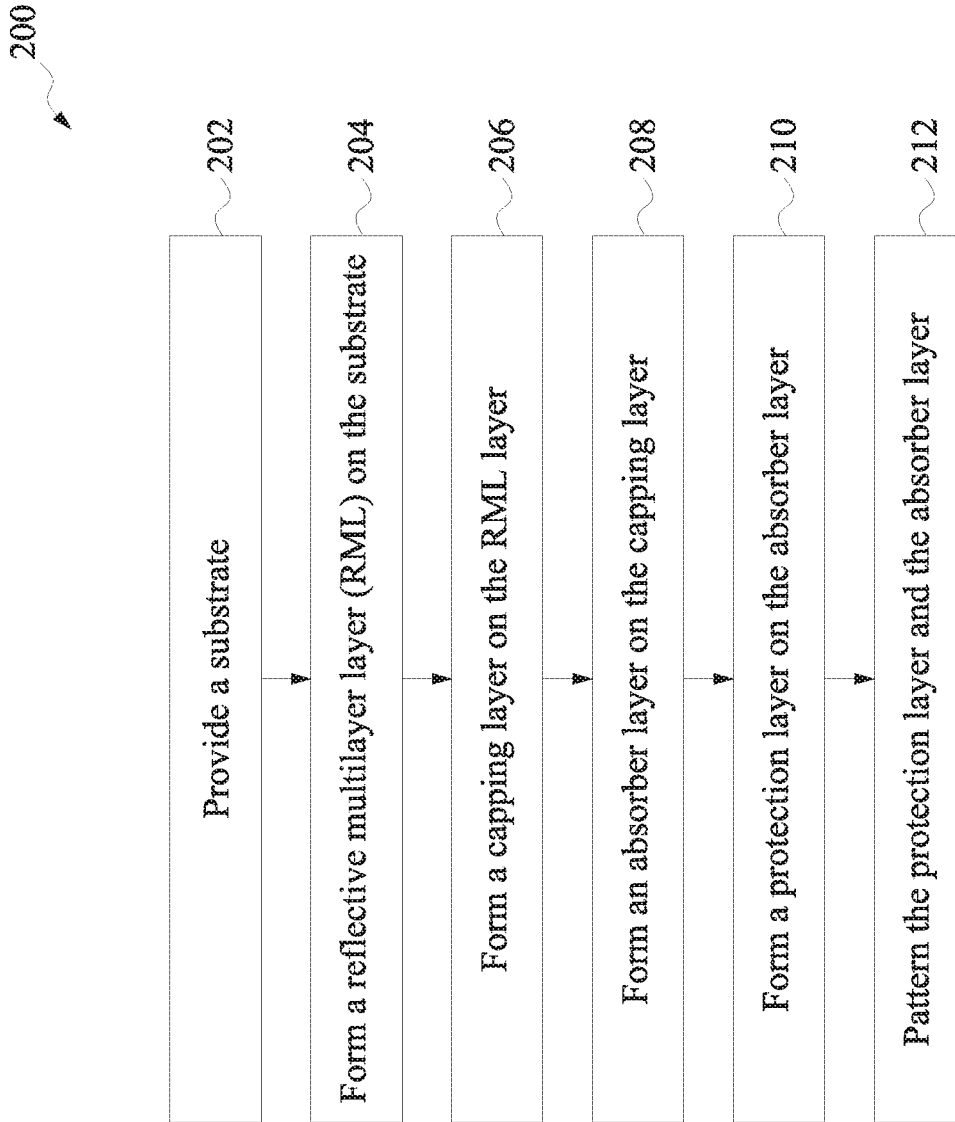 200
Provide a substrate
202
Form a reflective multilayer layer (RML) on the substrate
204
Form a capping layer on the RML layer
206
Form an absorber layer on the capping layer
208
Form a protection layer on the absorber layer
210
Pattern the protection layer and the absorber layer
212